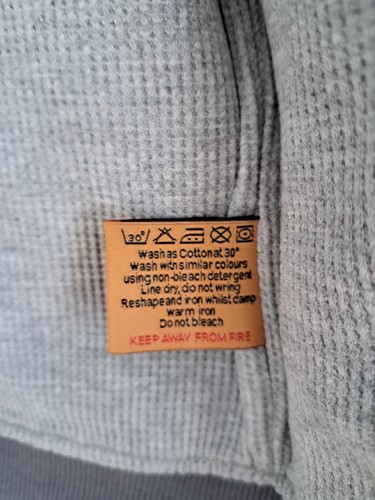 30°
Wash as Cotton at 30°
Wash with similar colours
using non-bleach detergent
Line dry, do not wring
Reshape and iron whilst damp
warm iron
Do not bleach
KEEP AWAY FROM FIRE